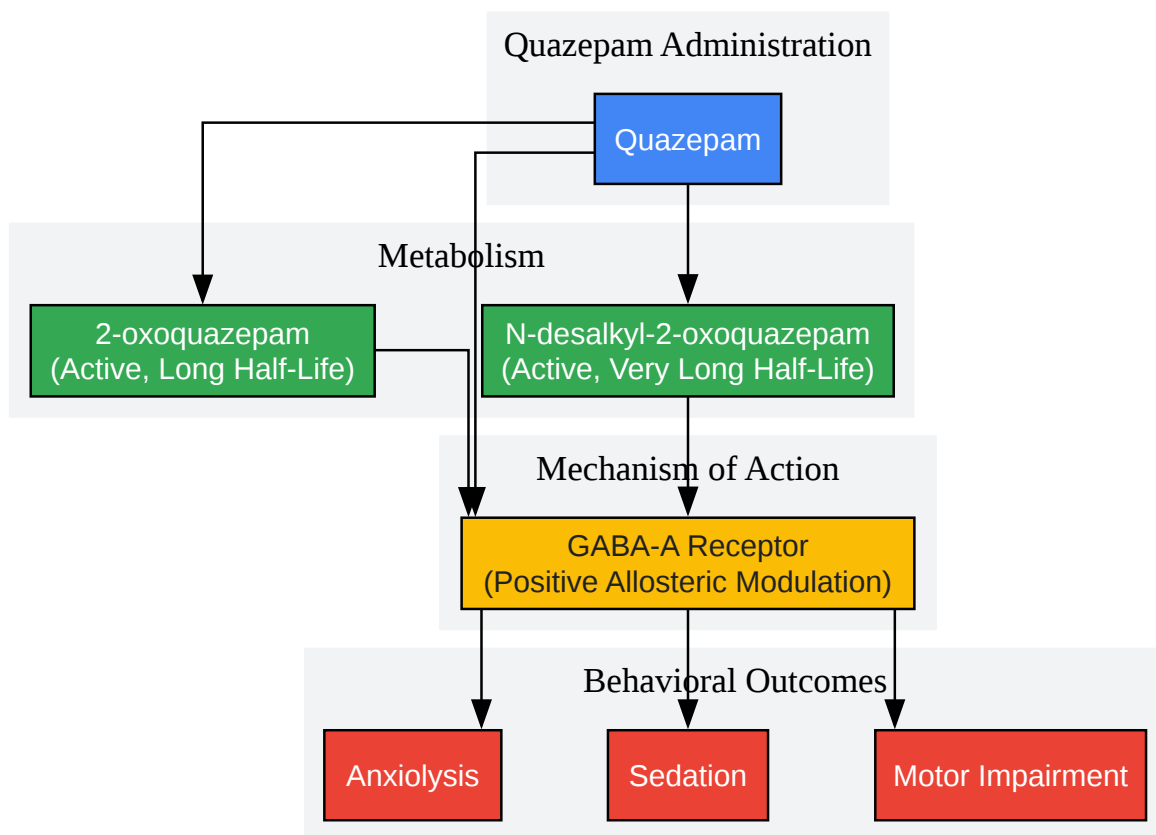 Quazepam Administration
Quazepam
Metabolism
2-oxoquazepam
(Active, Long Half-Life)
N-desalkyl-2-oxoquazepam
(Active, Very Long Half-Life)
Mechanism of Action
GABA-A Receptor
(Positive Allosteric Modulation)
Behavioral Outcomes
Anxiolysis
Sedation
Motor Impairment